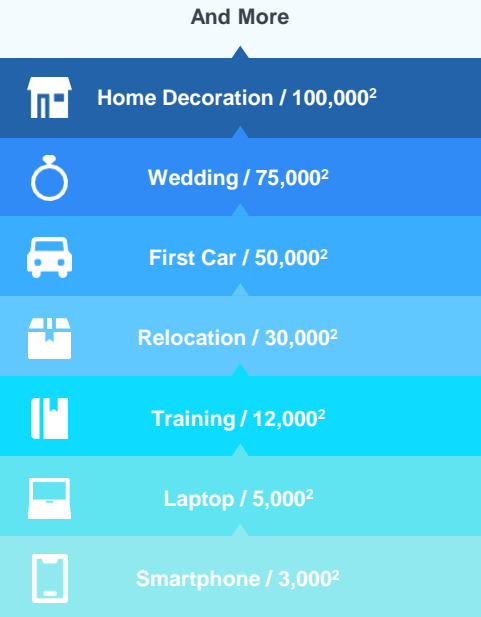 And More
Home Decoration / 100,000²
Wedding / 75,000²
First Car / 50,000²
Relocation / 30,000²
Training / 12,000²
Laptop / 5,000²
Smartphone / 3,000²